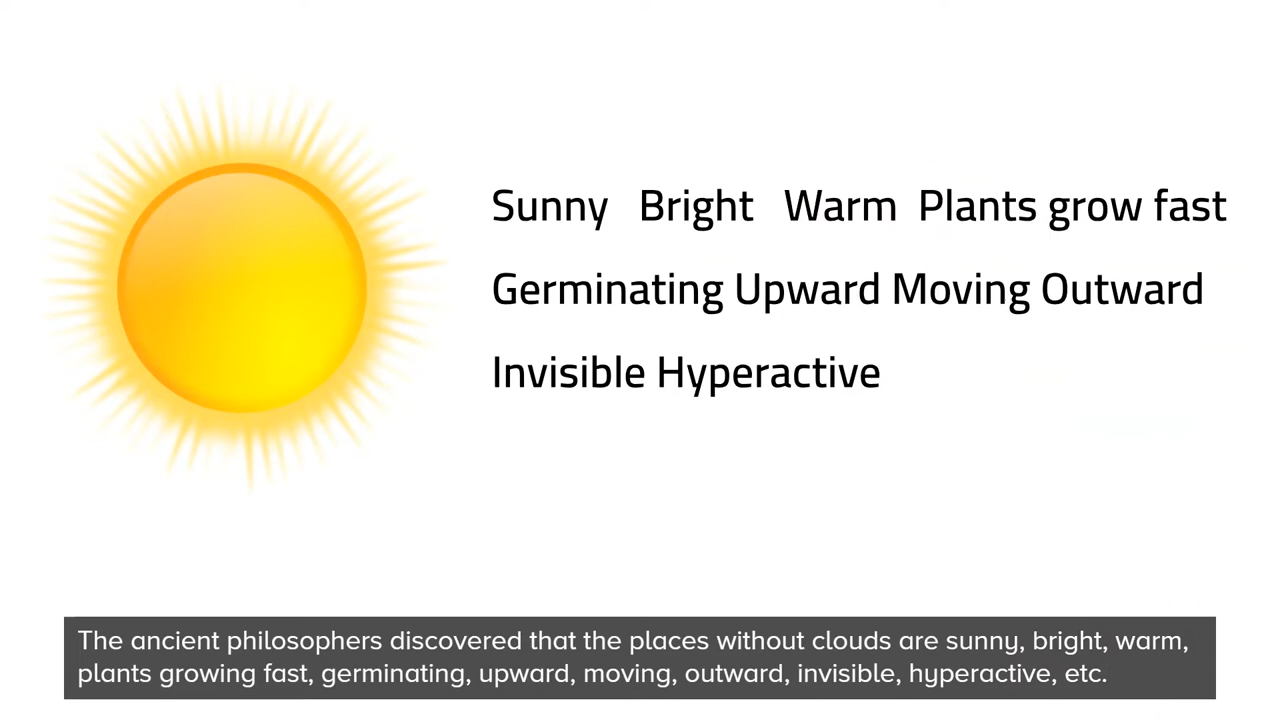 Sunny Bright Warm Plants grow fast
Germinating Upward Moving Outward
Invisible Hyperactive
The ancient philosophers discovered that the places without clouds are sunny, bright, warm,
plants growing fast, germinating, upward, moving, outward, invisible, hyperactive, etc.